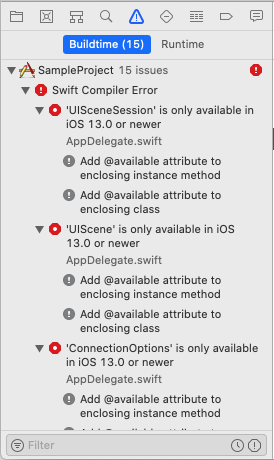 Buildtime (15) Runtime
SampleProject 15 issues
Swift Compiler Error
'UISceneSession' is only available in
iOS 13.0 or newer
AppDelegate.swift
Add @available attribute to
enclosing instance method
Add @available attribute to
enclosing class
'UIScene' is only available in iOS
13.0 or newer
AppDelegate.swift
Add @available attribute to
enclosing instance method
Add @available attribute to
enclosing class
'ConnectionOptions' is only available
in iOS 13.0 or newer
AppDelegate.swift
Add @available attribute to
enclosing instance method
Filter